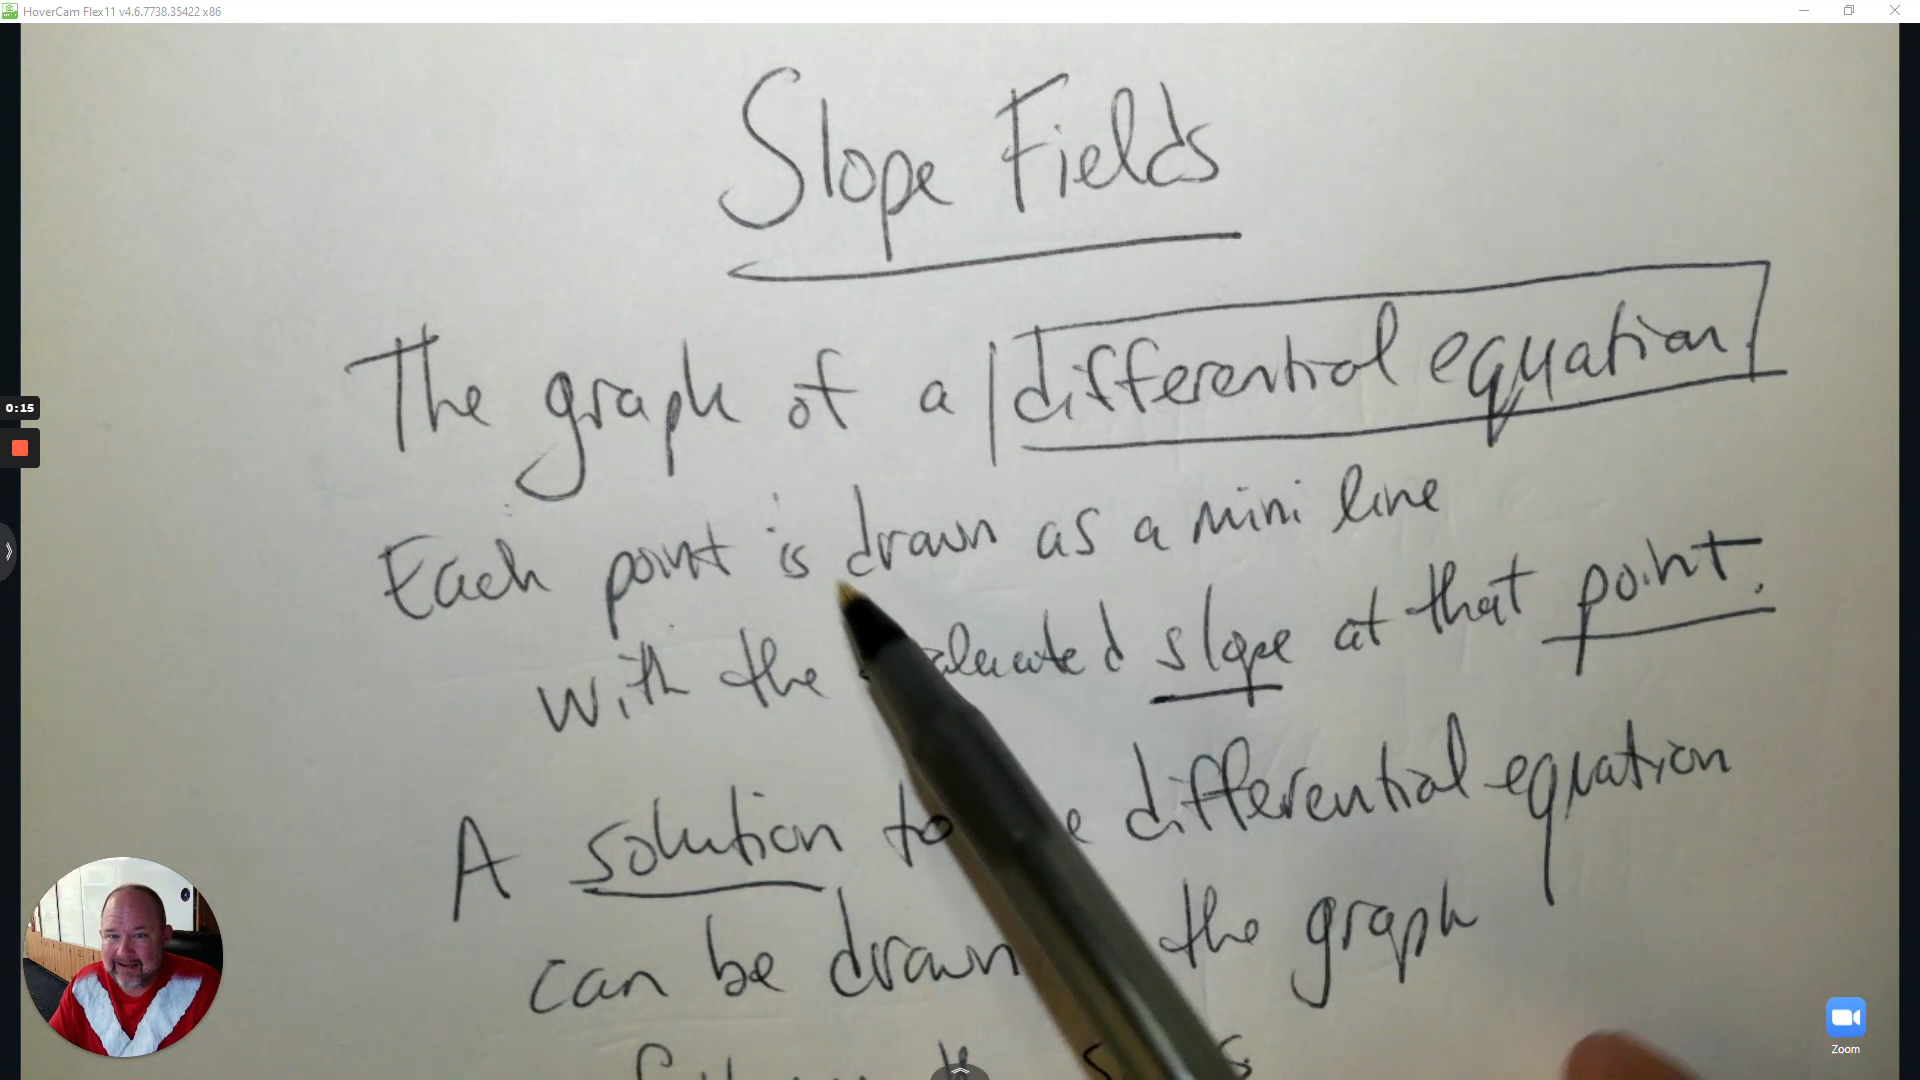 HoverCam Flex11 v4.6.7738.35422 x86
Slope Fields
The graph of a differential equation
Each point is drawn as a mini line
0:15
with the slope at that point.
A solution to differential equation
can be drawn the graph
Zoom